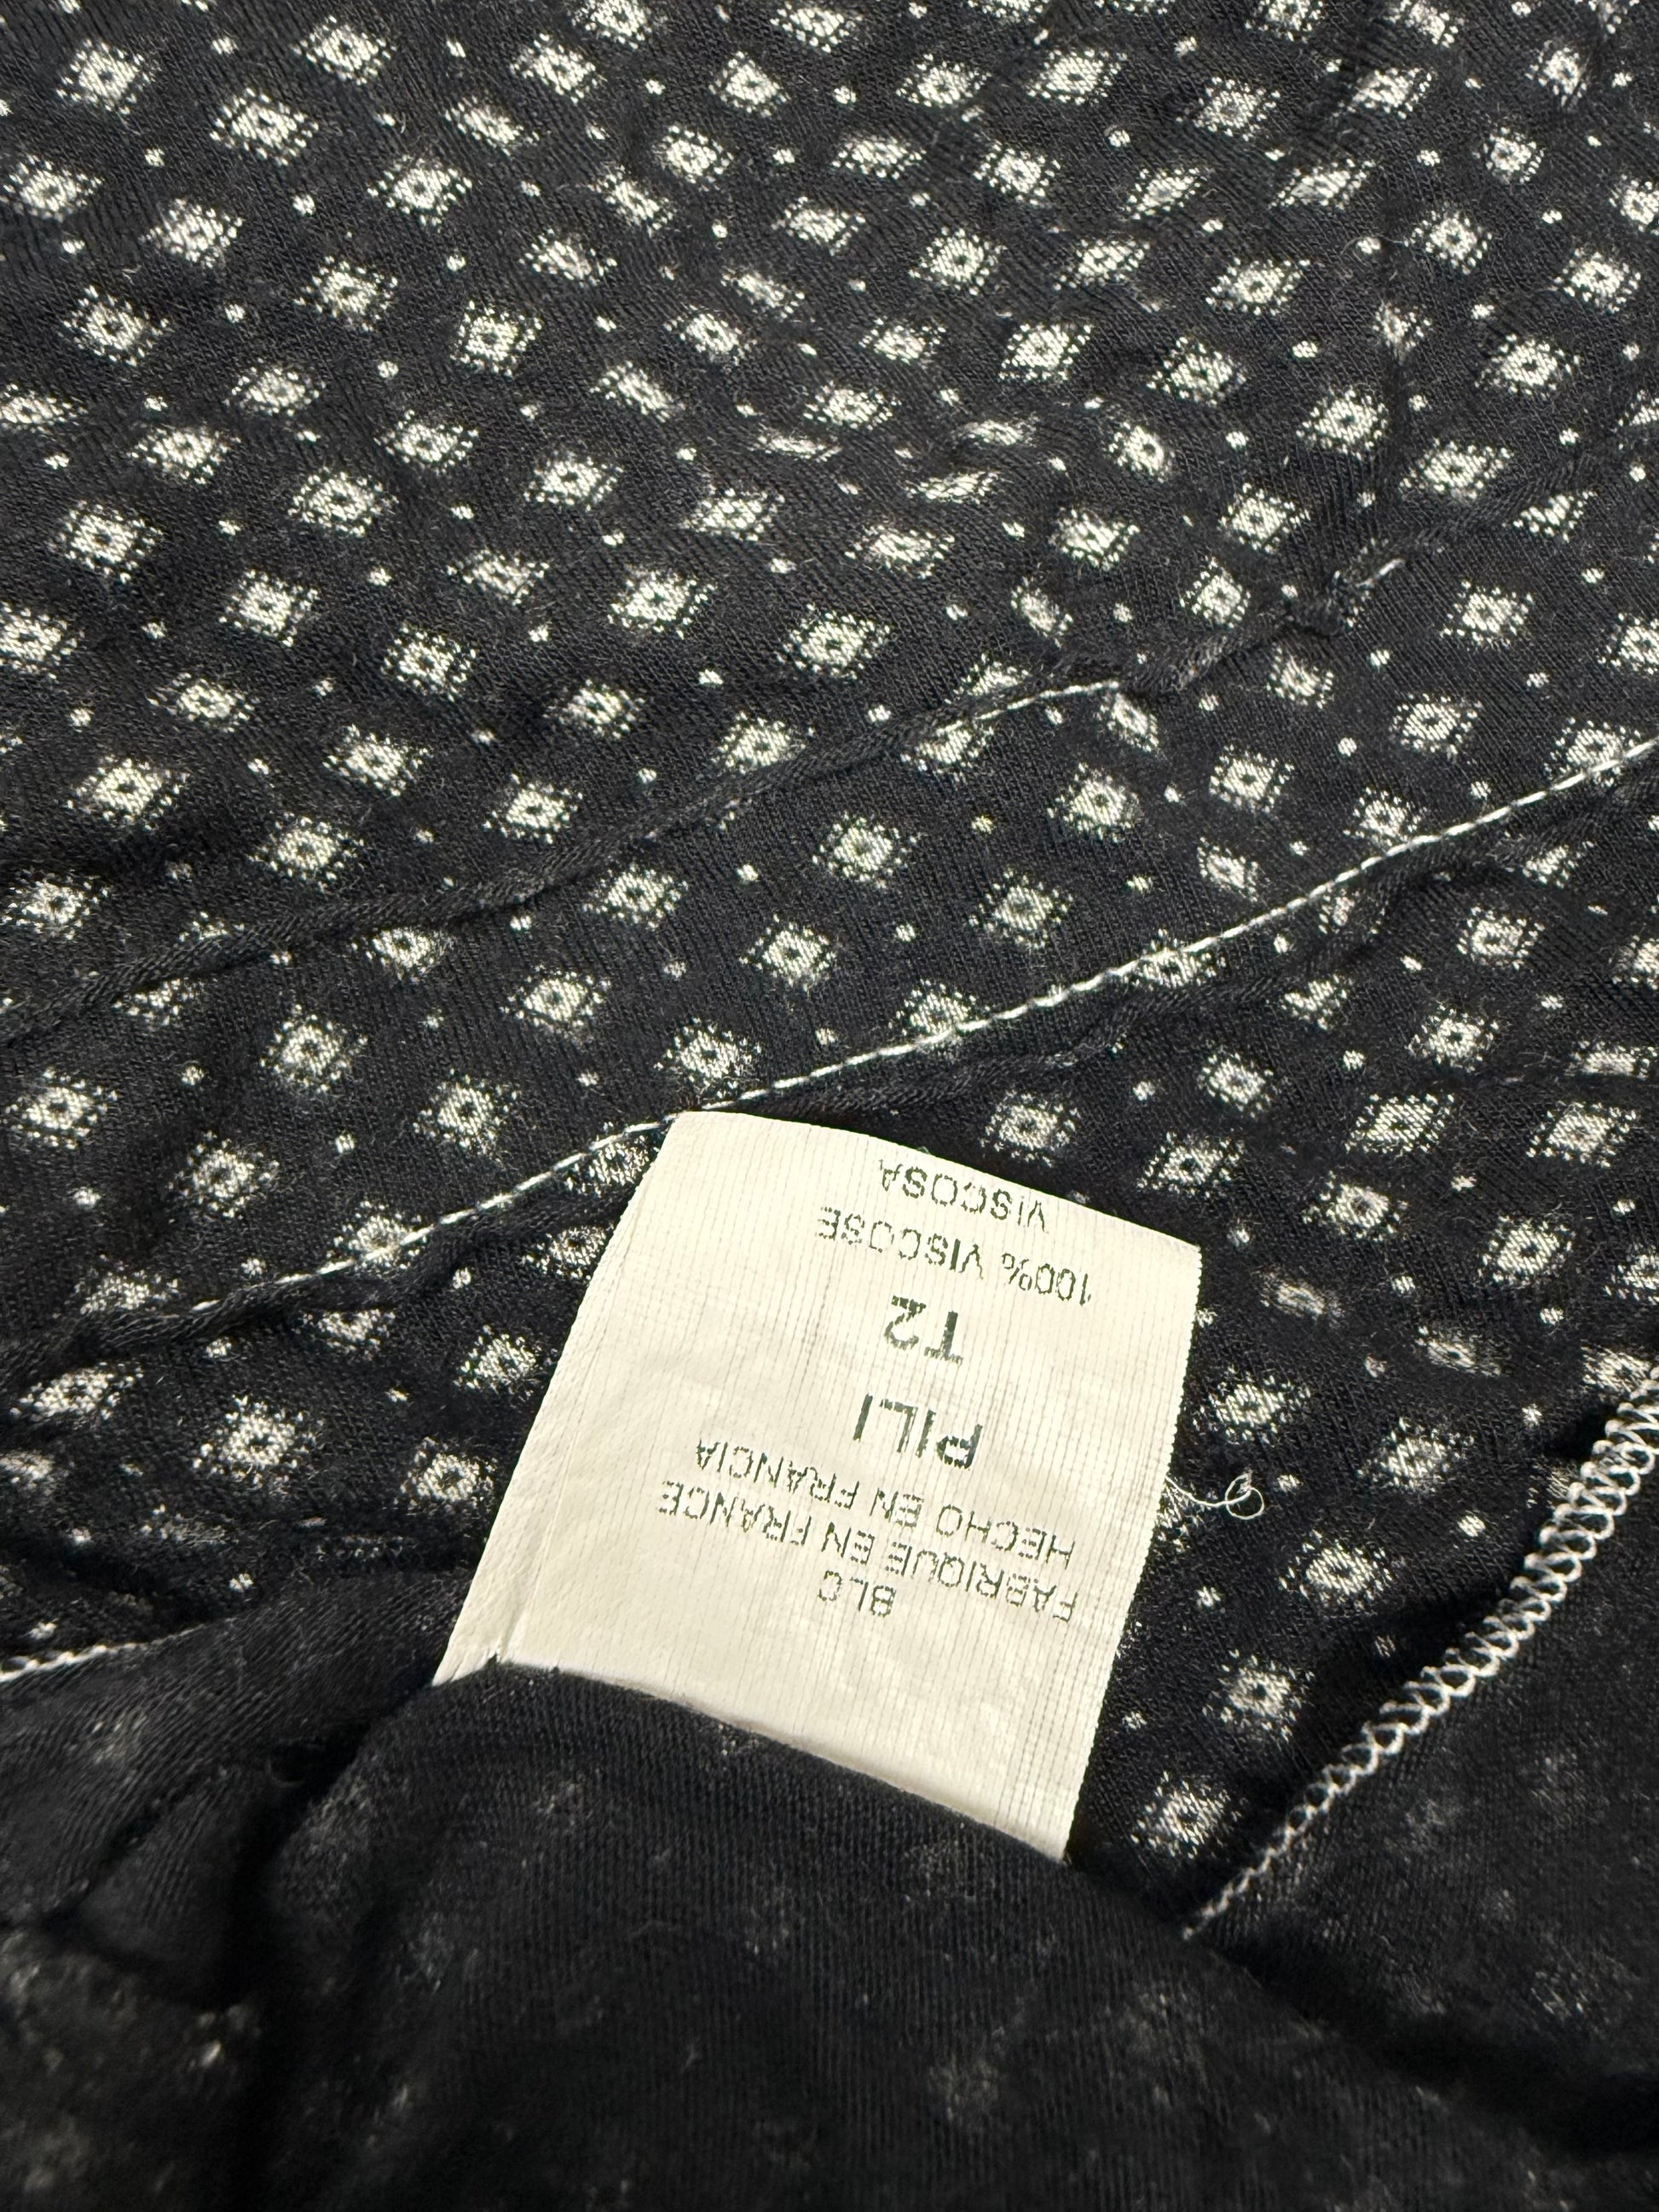 BLC
FABRIQUE EN FRANCE
HECHO EN FRANCIA
PILI
T2
100% VISCOSE
VISCOSA